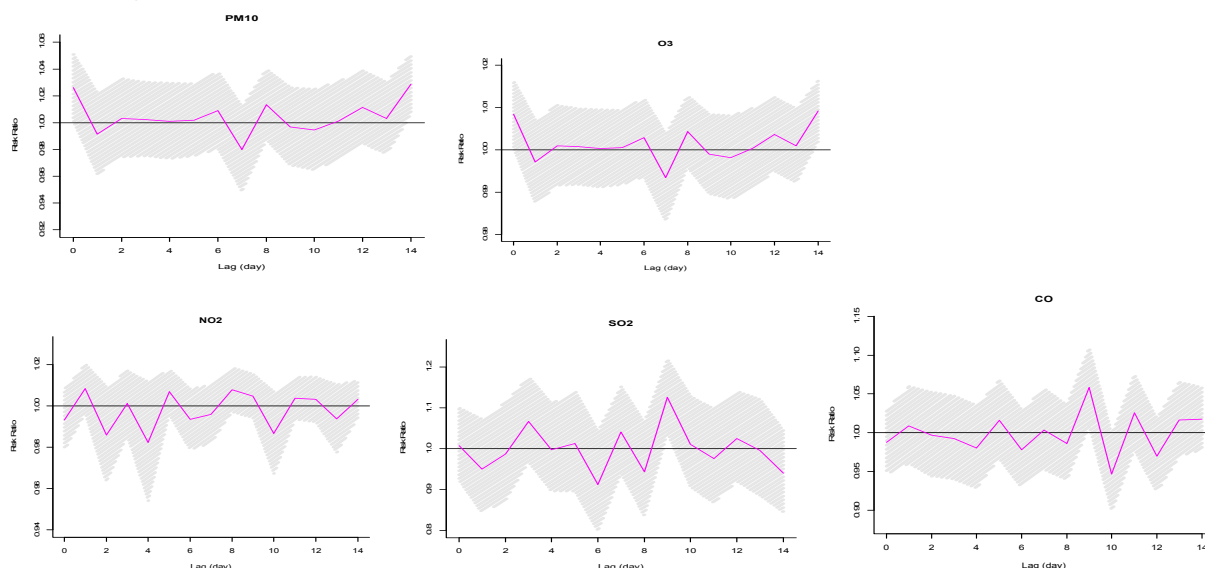 PM10
Risk Ratio
1.06
1.04
1.02
1.00
0.98
0.96
0.94
0.92
0 2 4 6 8 10 12 14
Lag (day)
O3
Risk Ratio
1.02
1.01
1.00
0.99
0.98
0 2 4 6 8 10 12 14
Lag (day)
NO2
Risk Ratio
1.02
1.00
0.98
0.96
0.94
0 2 4 6 8 10 12 14
Lag (day)
SO2
Risk Ratio
1.2
1.1
1.0
0.9
0.8
0 2 4 6 8 10 12 14
Lag (day)
CO
Risk Ratio
1.15
1.10
1.05
1.00
0.95
0.90
0 2 4 6 8 10 12 14
Lag (day)